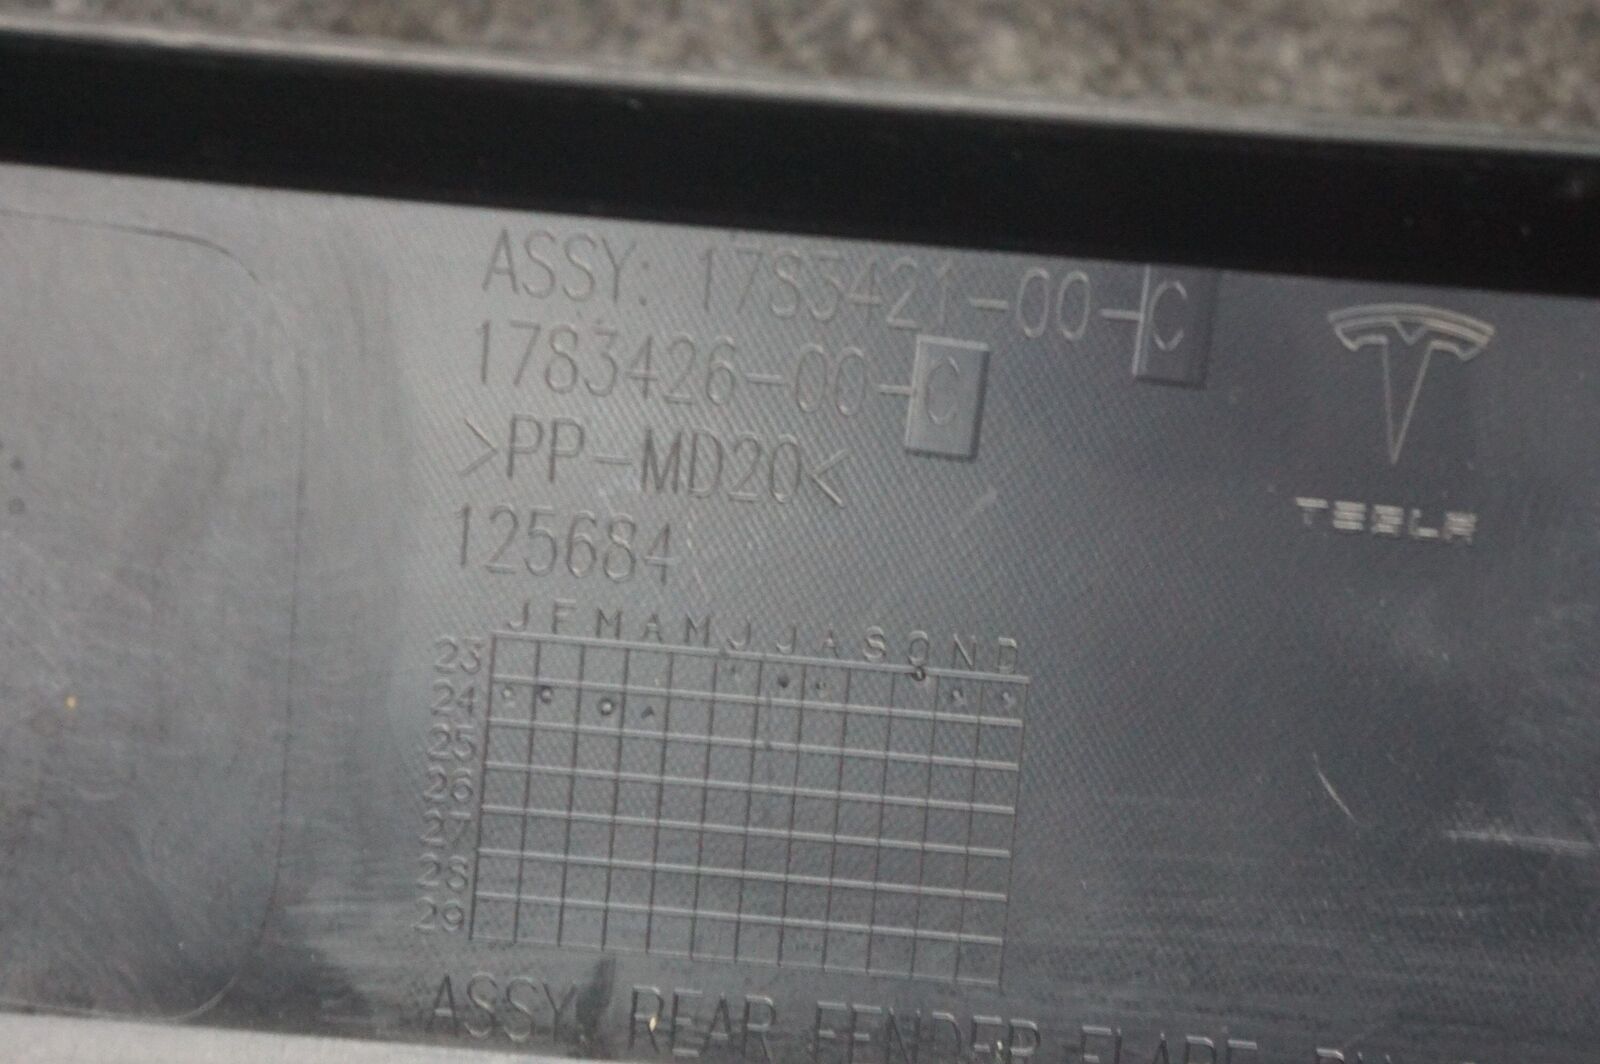 ASSY: 1783421-00-C
1783426-00-C
>PP-MD20<
125684
TESLA
J F M A M J J A S O N D
23
24
25
26
27
28
29
ASSY, REAR FENDER FLARE,